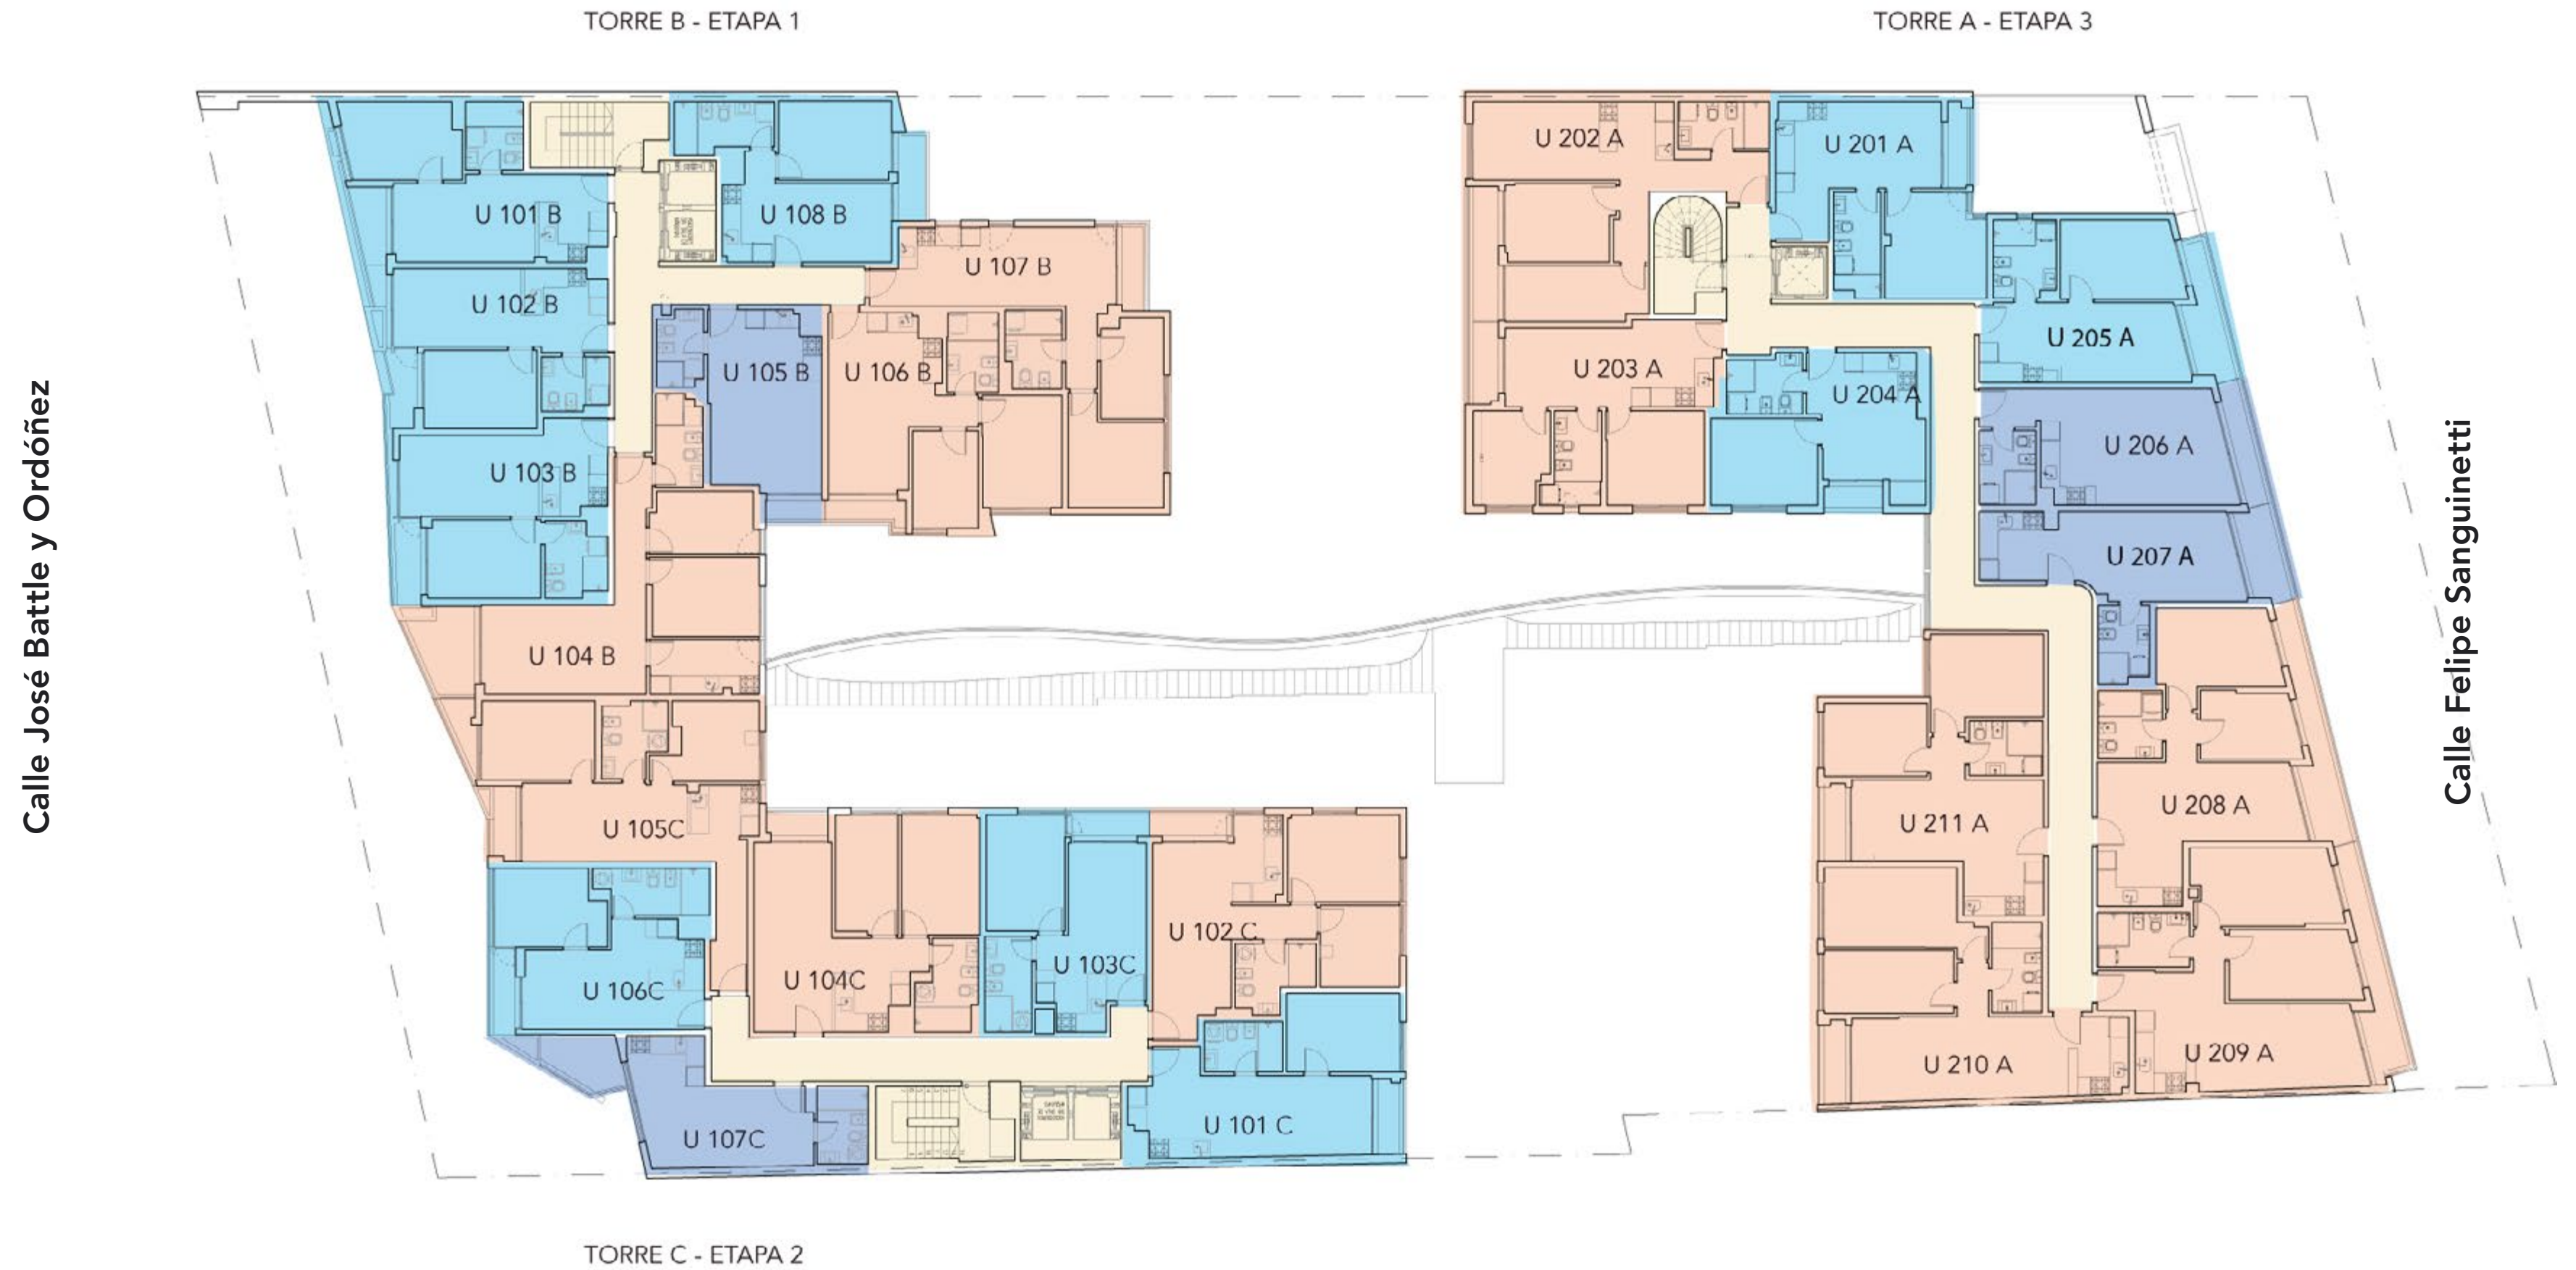 TORRE B - ETAPA 1
TORRE A - ETAPA 3
U 101 B
U 108 B
U 102 B
U 107 B
U 105 B
U 106 B
U 103 B
U 104 B
U 202 A
U 201 A
U 205 A
U 203 A
U 204 A
U 206 A
U 207 A
U 211 A
U 208 A
U 210 A
U 209 A
U 105C
U 106C
U 104C
U 103C
U 102 C
U 107C
U 101 C
Calle José Battle y Ordóñez
Calle Felipe Sanguinetti
TORRE C - ETAPA 2